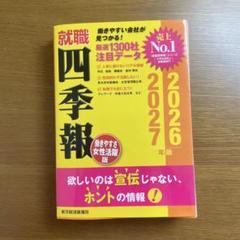 働きやすい会社が
見つかる！
厳選1300社
注目データ
売上
No.1
就職
四季報
働きやすさ
女性活躍
版
2026
2027
年版
欲しいのは宣伝じゃない、
ホントの情報！
東洋経済新報社